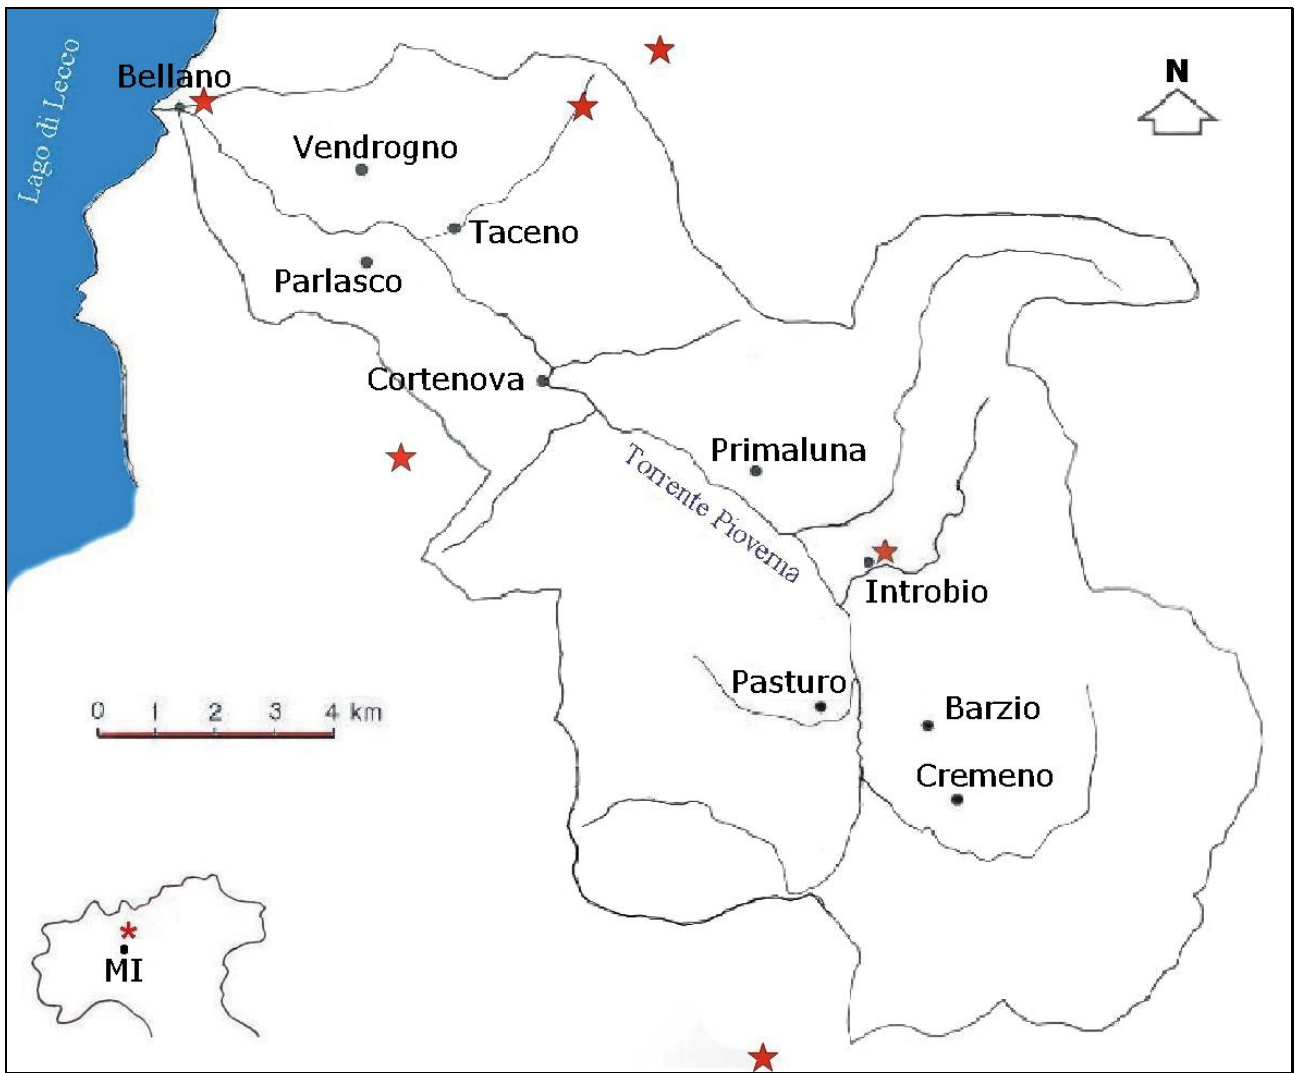 Bellano
N
Lago di Lecco
Vendrogno
Taceno
Parlasco
Cortenova
Primaluna
Torrente Pioverna
Introbio
Pasturo
Barzio
0 1 2 3 4 km
Cremeno
*
MI